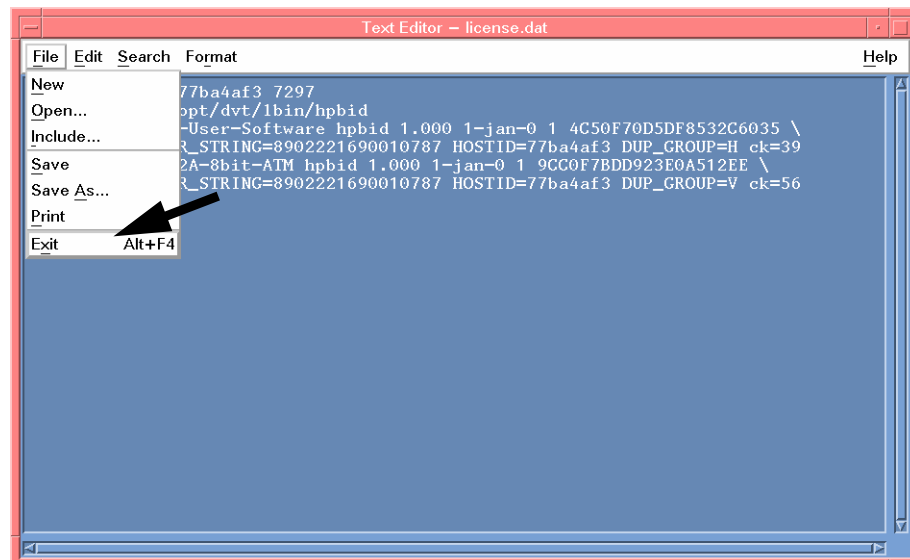 Text Editor – license.dat
File Edit Search Format Help
New
Open...
Include...
Save
Save As...
Print
Exit Alt+F4
77ba4af3 7297
opt/dvt/lbin/hpbid
-User-Software hpbid 1.000 1-jan-0 1 4C50F70D5DF8532C6035 \
R_STRING=8902221690010787 HOSTID=77ba4af3 DUP_GROUP=H ck=39
2A-8bit-ATM hpbid 1.000 1-jan-0 1 9CC0F7BDD923E0A512EE \
R_STRING=8902221690010787 HOSTID=77ba4af3 DUP_GROUP=V ck=56